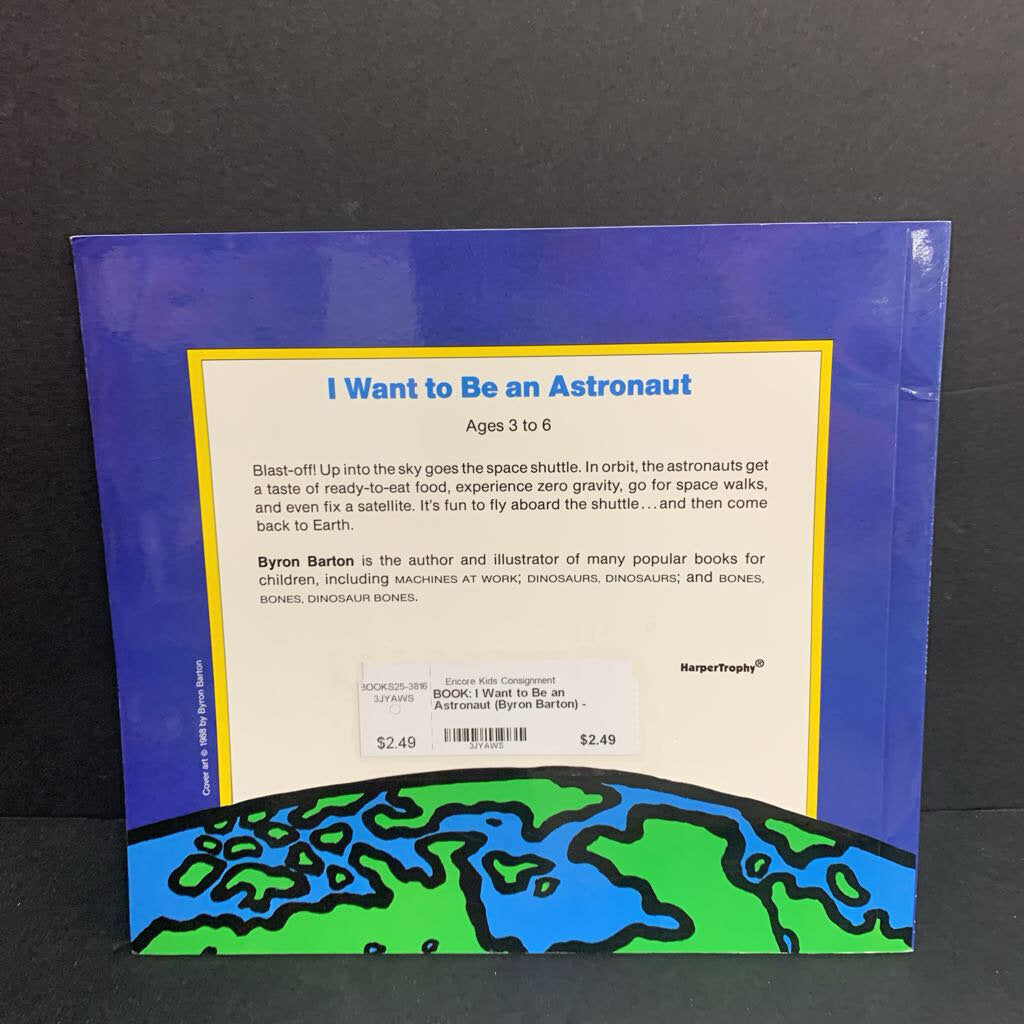 I Want to Be an Astronaut
Ages 3 to 6
Blast-off! Up into the sky goes the space shuttle. In orbit, the astronauts get
a taste of ready-to-eat food, experience zero gravity, go for space walks,
and even fix a satellite. It's fun to fly aboard the shuttle...and then come
back to Earth.
Byron Barton is the author and illustrator of many popular books for
children, including MACHINES AT WORK; DINOSAURS, DINOSAURS; and BONES,
BONES, DINOSAUR BONES.
HarperTrophy®
Cover art © 1988 by Byron Barton
BOOKS25-3816
3JYAWS
$2.49
Encore Kids Consignment
BOOK: I Want to Be an
Astronaut (Byron Barton) -
3JYAWS
$2.49